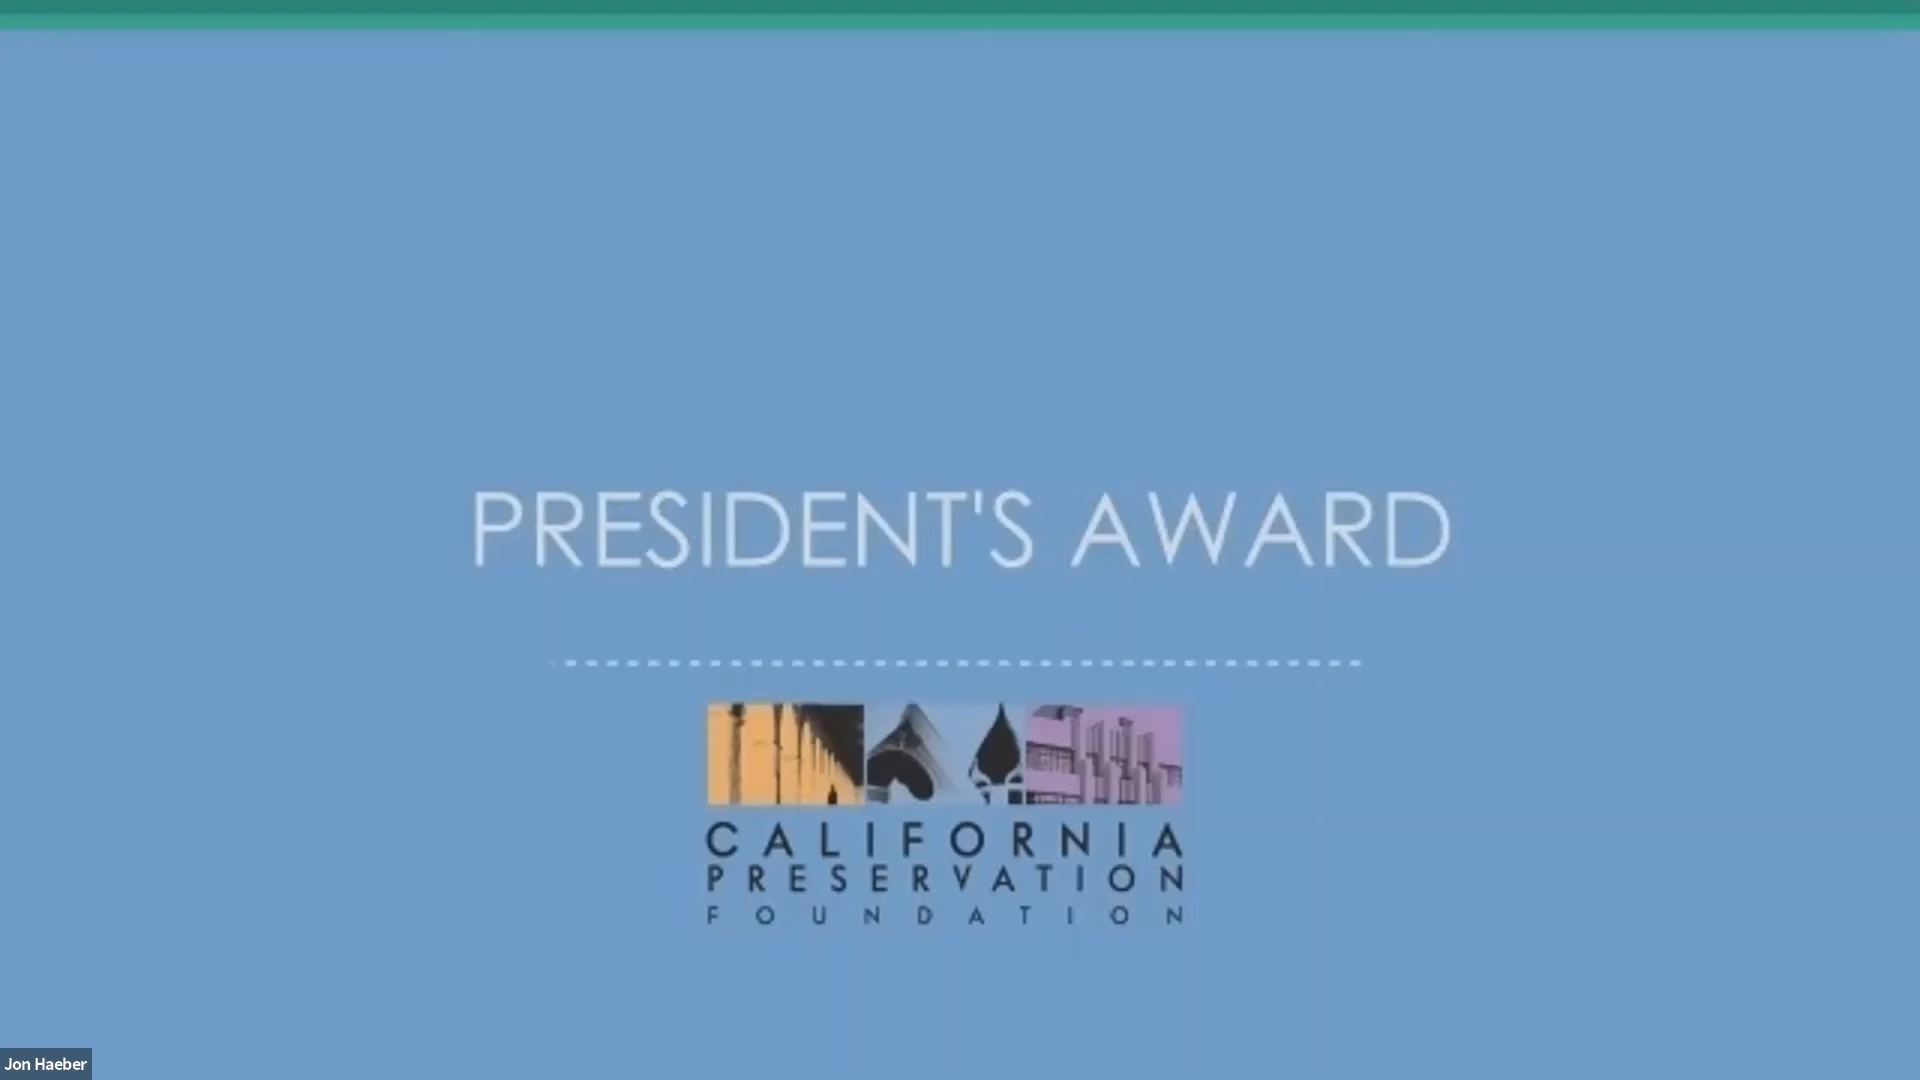 PRESIDENT'S AWARD
CALIFORNIA
PRESERVATION
FOUNDATION
Jon Haeber